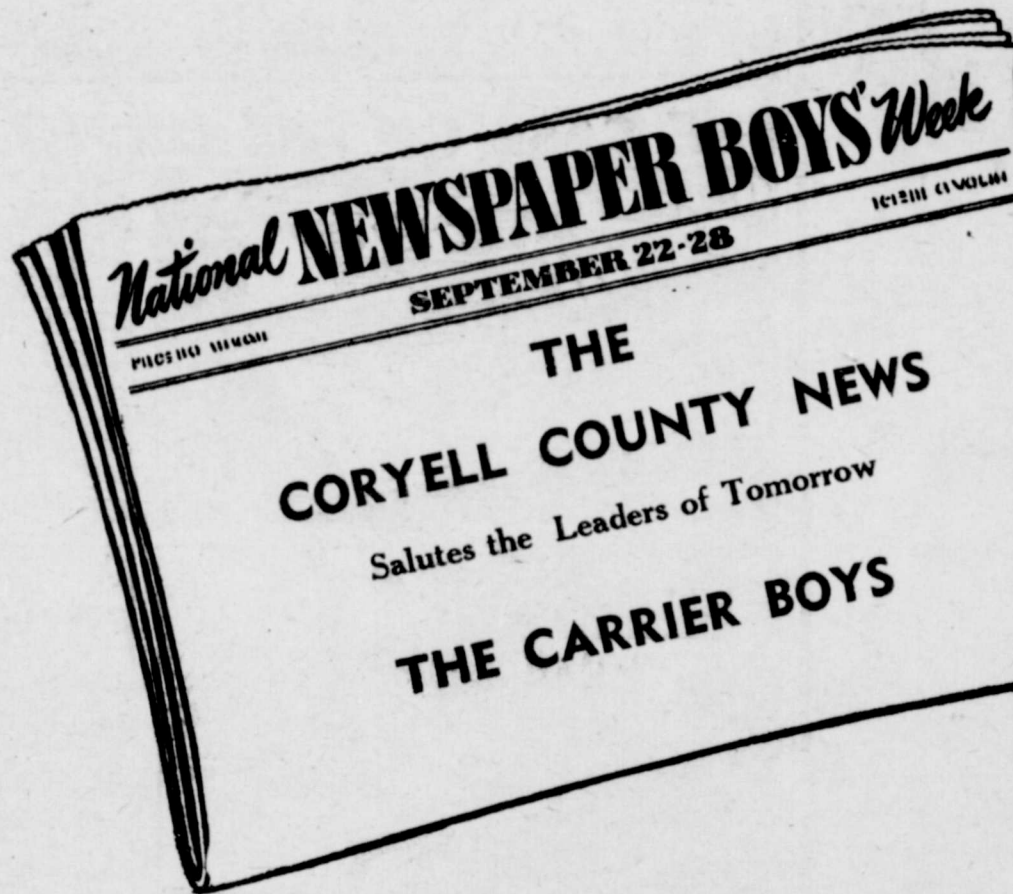 National NEWSPAPER BOYS' Week
SEPTEMBER 22-28
THE
CORYELL COUNTY NEWS
Salutes the Leaders of Tomorrow
THE CARRIER BOYS